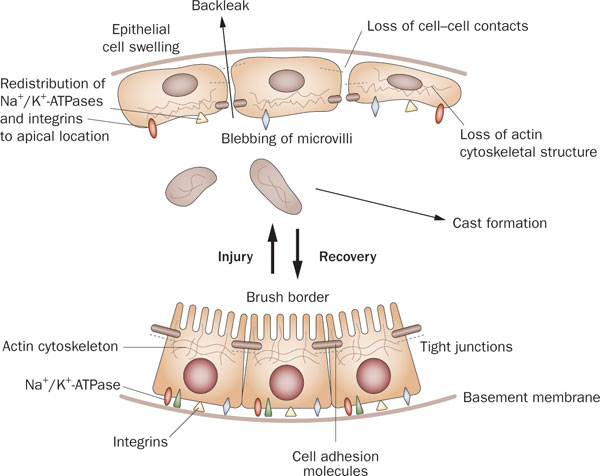 Backleak
Epithelial
cell swelling
Loss of cell–cell contacts
Redistribution of
Na⁺/K⁺-ATPases
and integrins
to apical location
Blebbing of microvilli
Loss of actin
cytoskeletal structure
Cast formation
Injury
Recovery
Brush border
Actin cytoskeleton
Tight junctions
Na⁺/K⁺-ATPase
Basement membrane
Integrins
Cell adhesion
molecules